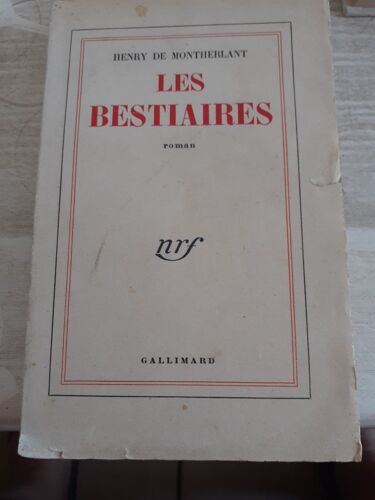 HENRY DE MONTHERLANT
LES
BESTIAIRES
roman
nrf
GALLIMARD